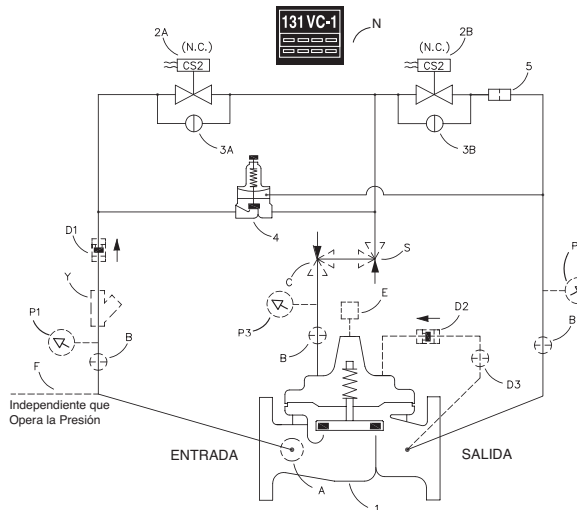 131 VC-1
N
2A
(N.C.)
CS2
2B
(N.C.)
CS2
5
3A
3B
4
D1
Y
P1
B
F
Independiente que
Opera la Presión
C
S
P3
B
E
D2
D3
P
B
ENTRADA
SALIDA
A
1